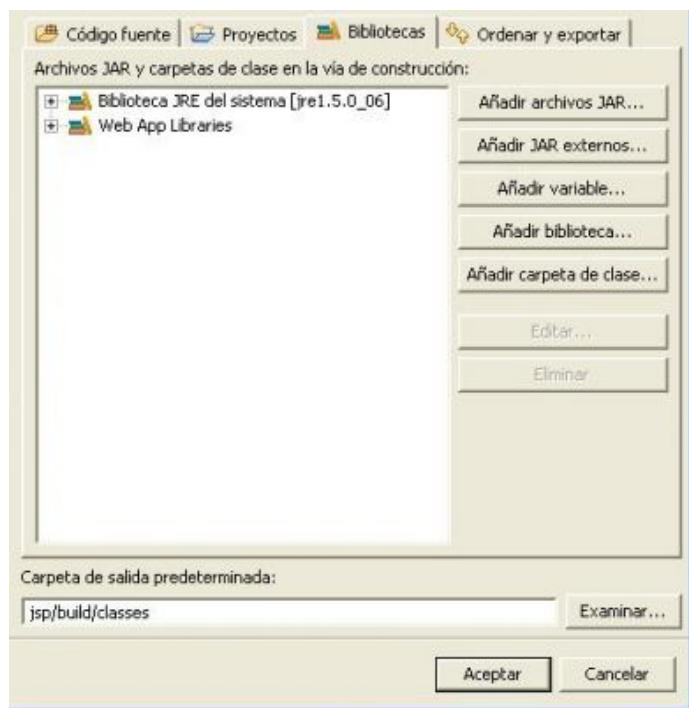 Código fuente Proyectos Bibliotecas Ordenar y exportar
Archivos JAR y carpetas de clase en la vía de construcción:
Biblioteca JRE del sistema [jre1.5.0_06]
Web App Libraries
Añadir archivos JAR...
Añadir JAR externos...
Añadir variable...
Añadir biblioteca...
Añadir carpeta de clase...
Editar...
Eliminar
Carpeta de salida predeterminada:
jsp/build/classes
Examinar...
Aceptar Cancelar